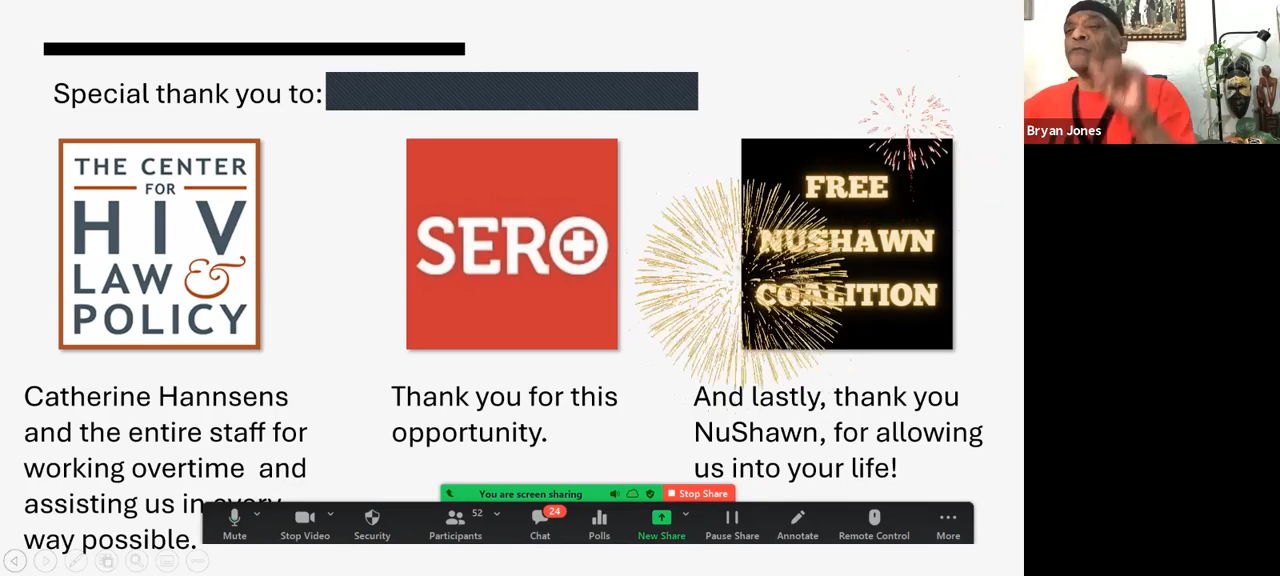 Special thank you to:
THE CENTER
FOR
HIV
LAW &
POLICY
SERO
FREE
NUSHAWN
COALITION
Catherine Hannsens
and the entire staff for
working overtime and
assisting us in every
way possible.
Thank you for this
opportunity.
And lastly, thank you
NuShawn, for allowing
us into your life!
Bryan Jones
You are screen sharing
Stop Share
Mute
Stop Video
Security
52
Participants
24
Chat
Polls
New Share
Pause Share
Annotate
Remote Control
More